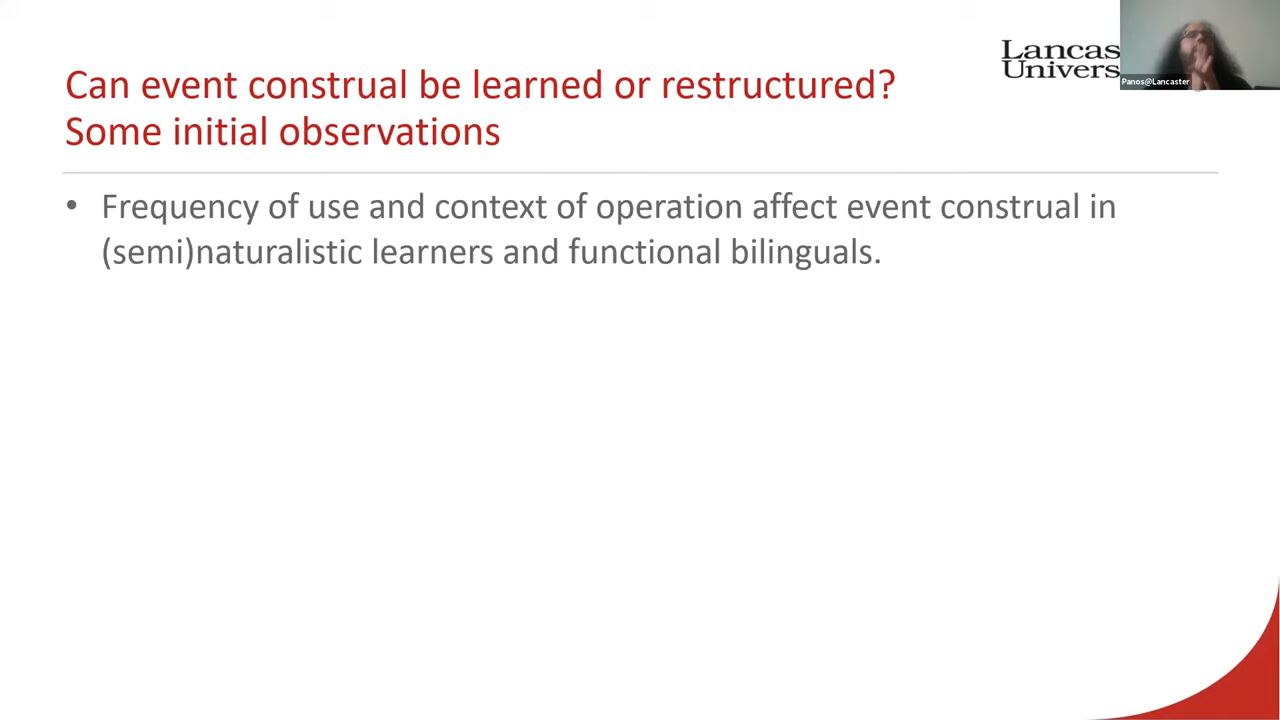 Can event construal be learned or restructured?
Some initial observations
Lancas
Univers
Panos@Lancaster
• Frequency of use and context of operation affect event construal in
(semi)naturalistic learners and functional bilinguals.